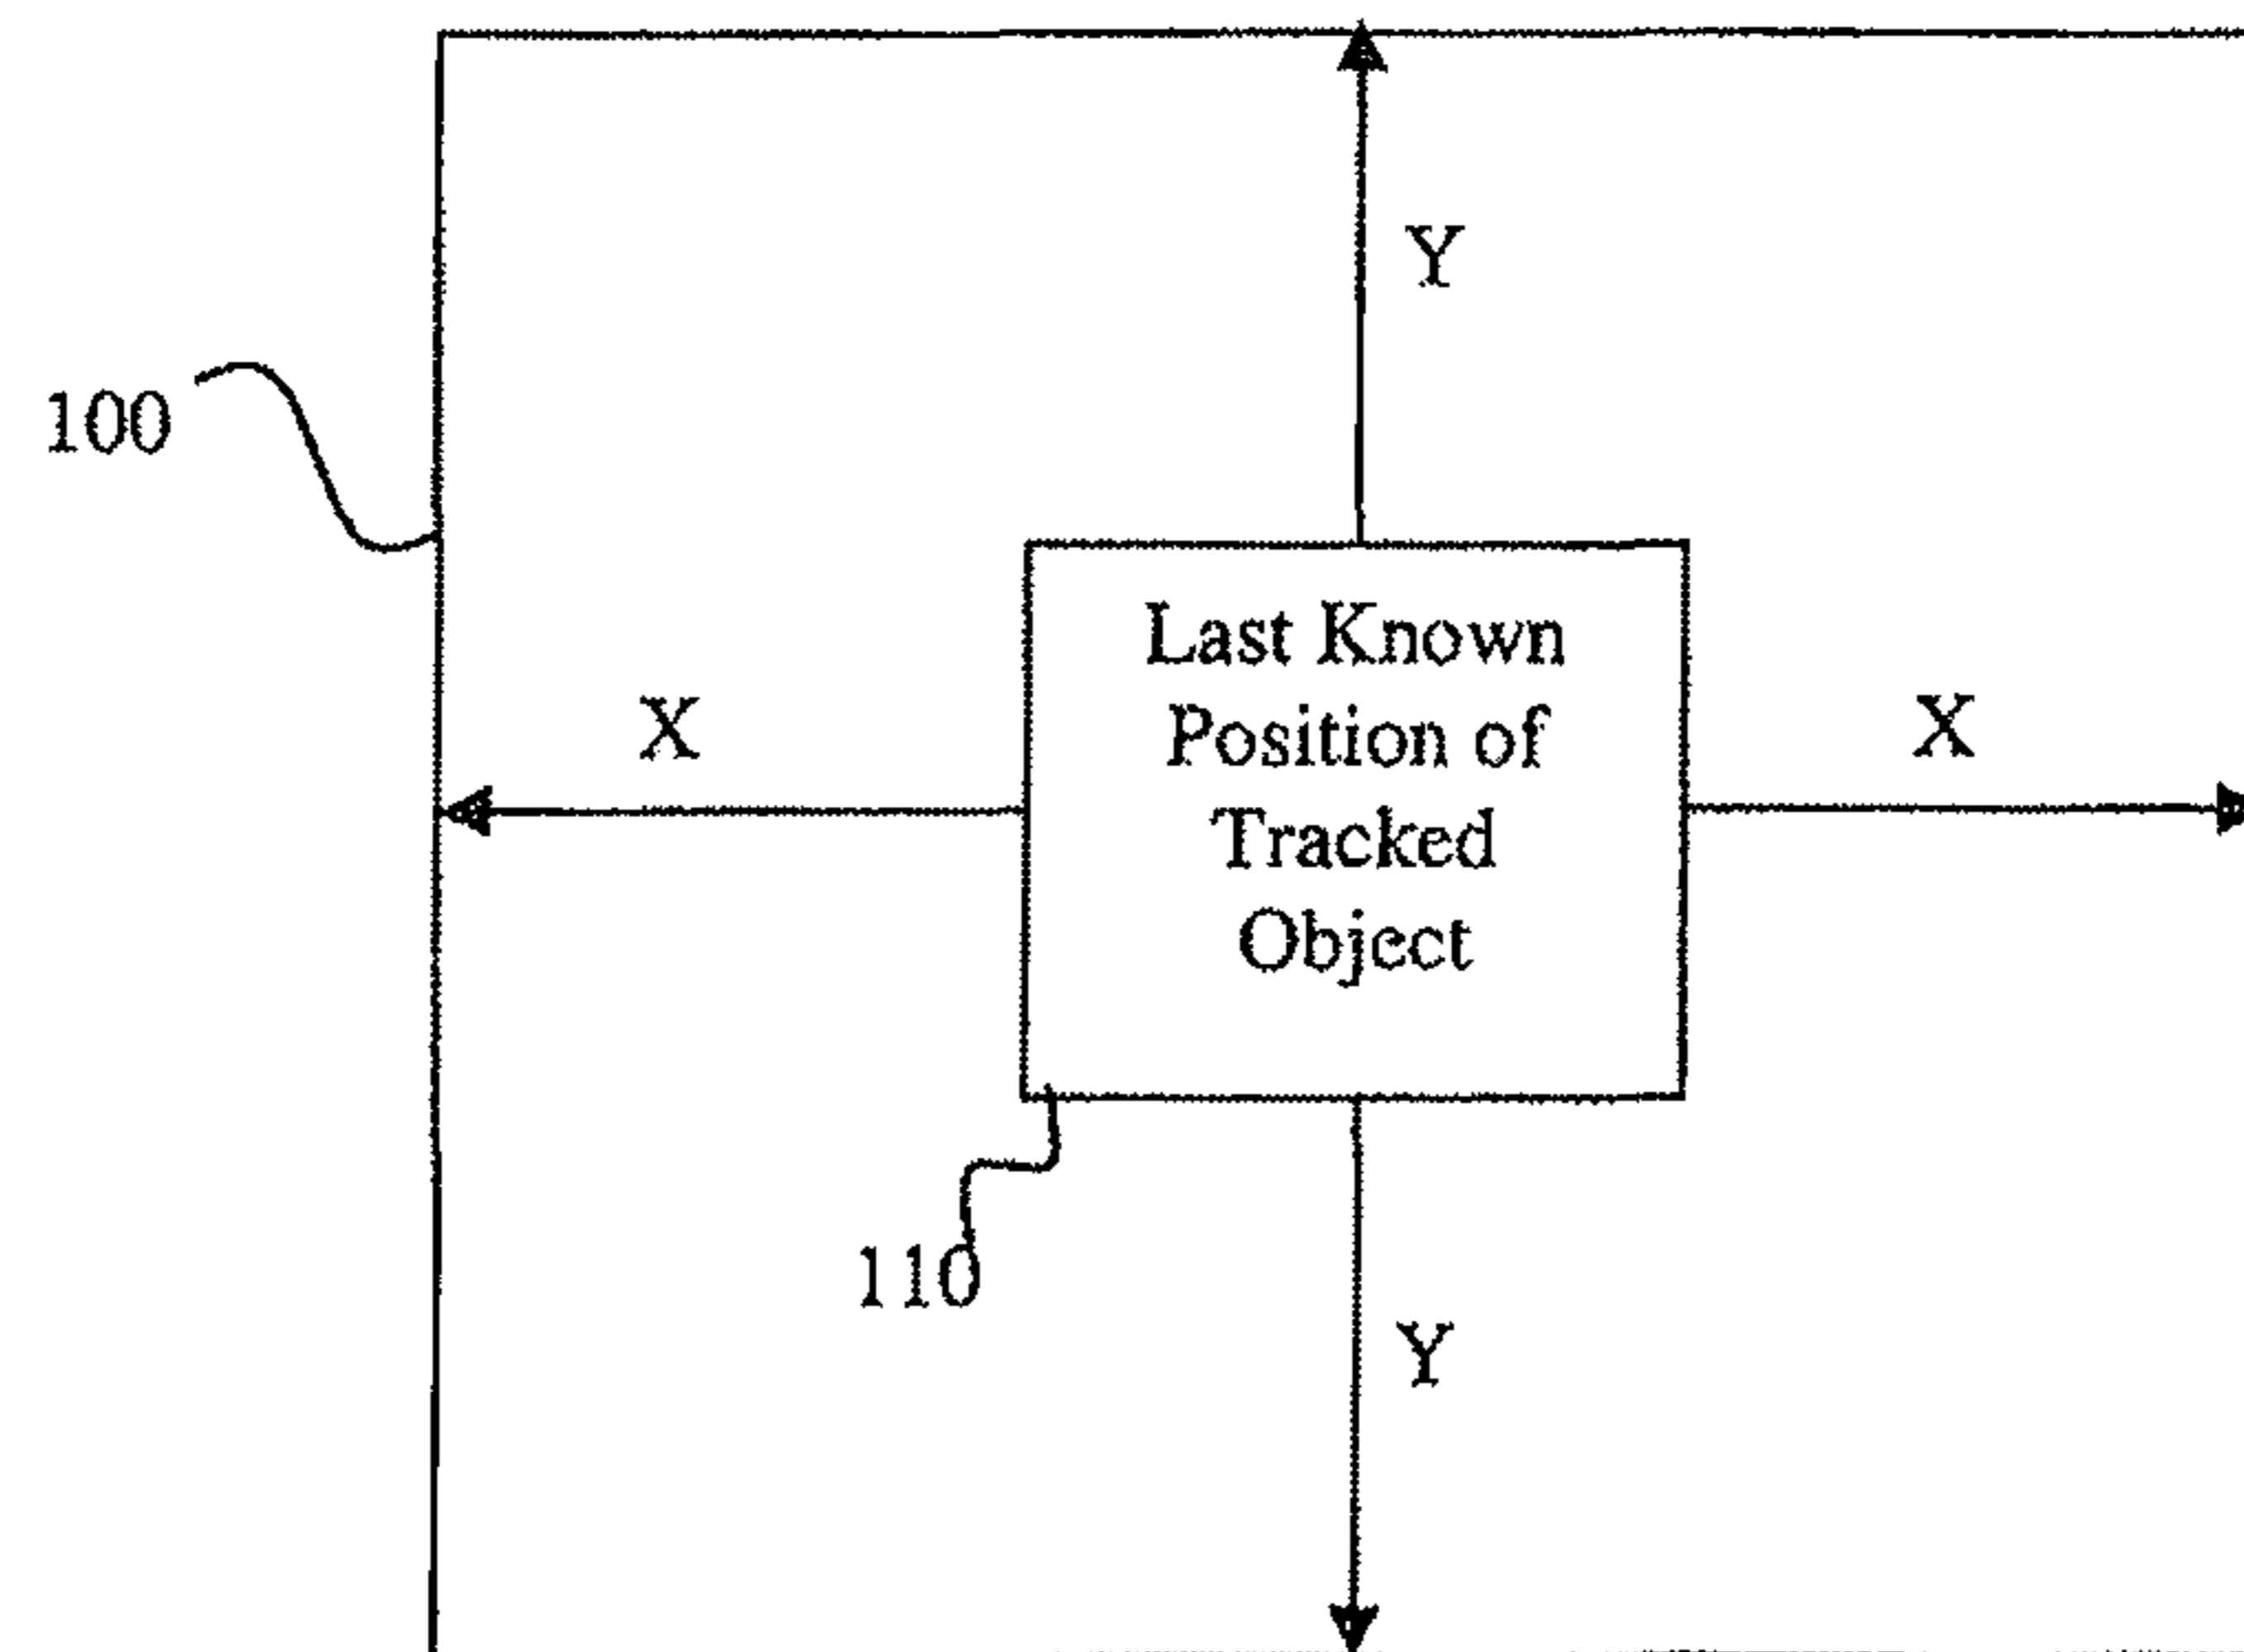 Y
100
Last Known
X
Position of
X
Tracked
Object
110
Y